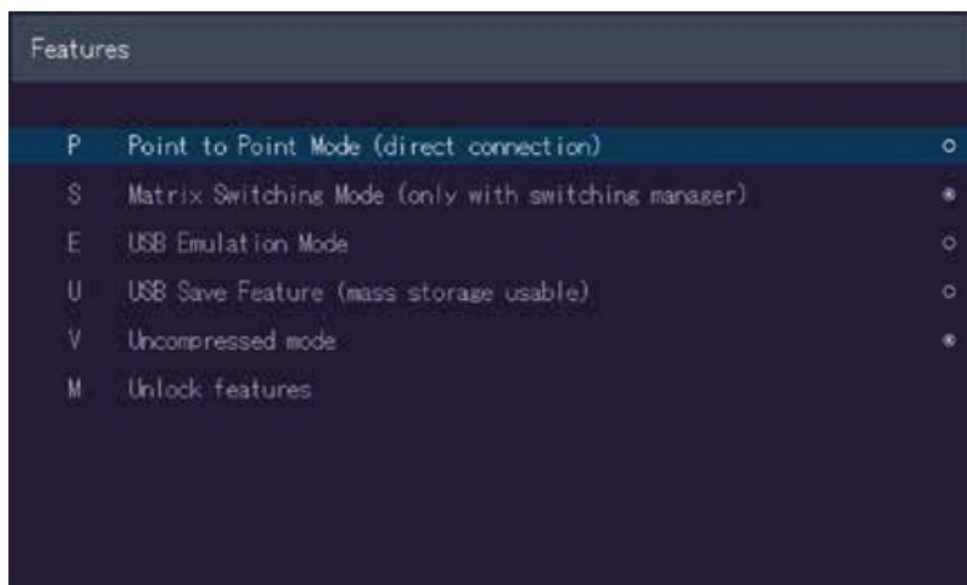 Features
P Point to Point Mode (direct connection)
S Matrix Switching Mode (only with switching manager)
E USB Emulation Mode
U USB Save Feature (mass storage usable)
V Uncompressed mode
M Unlock features